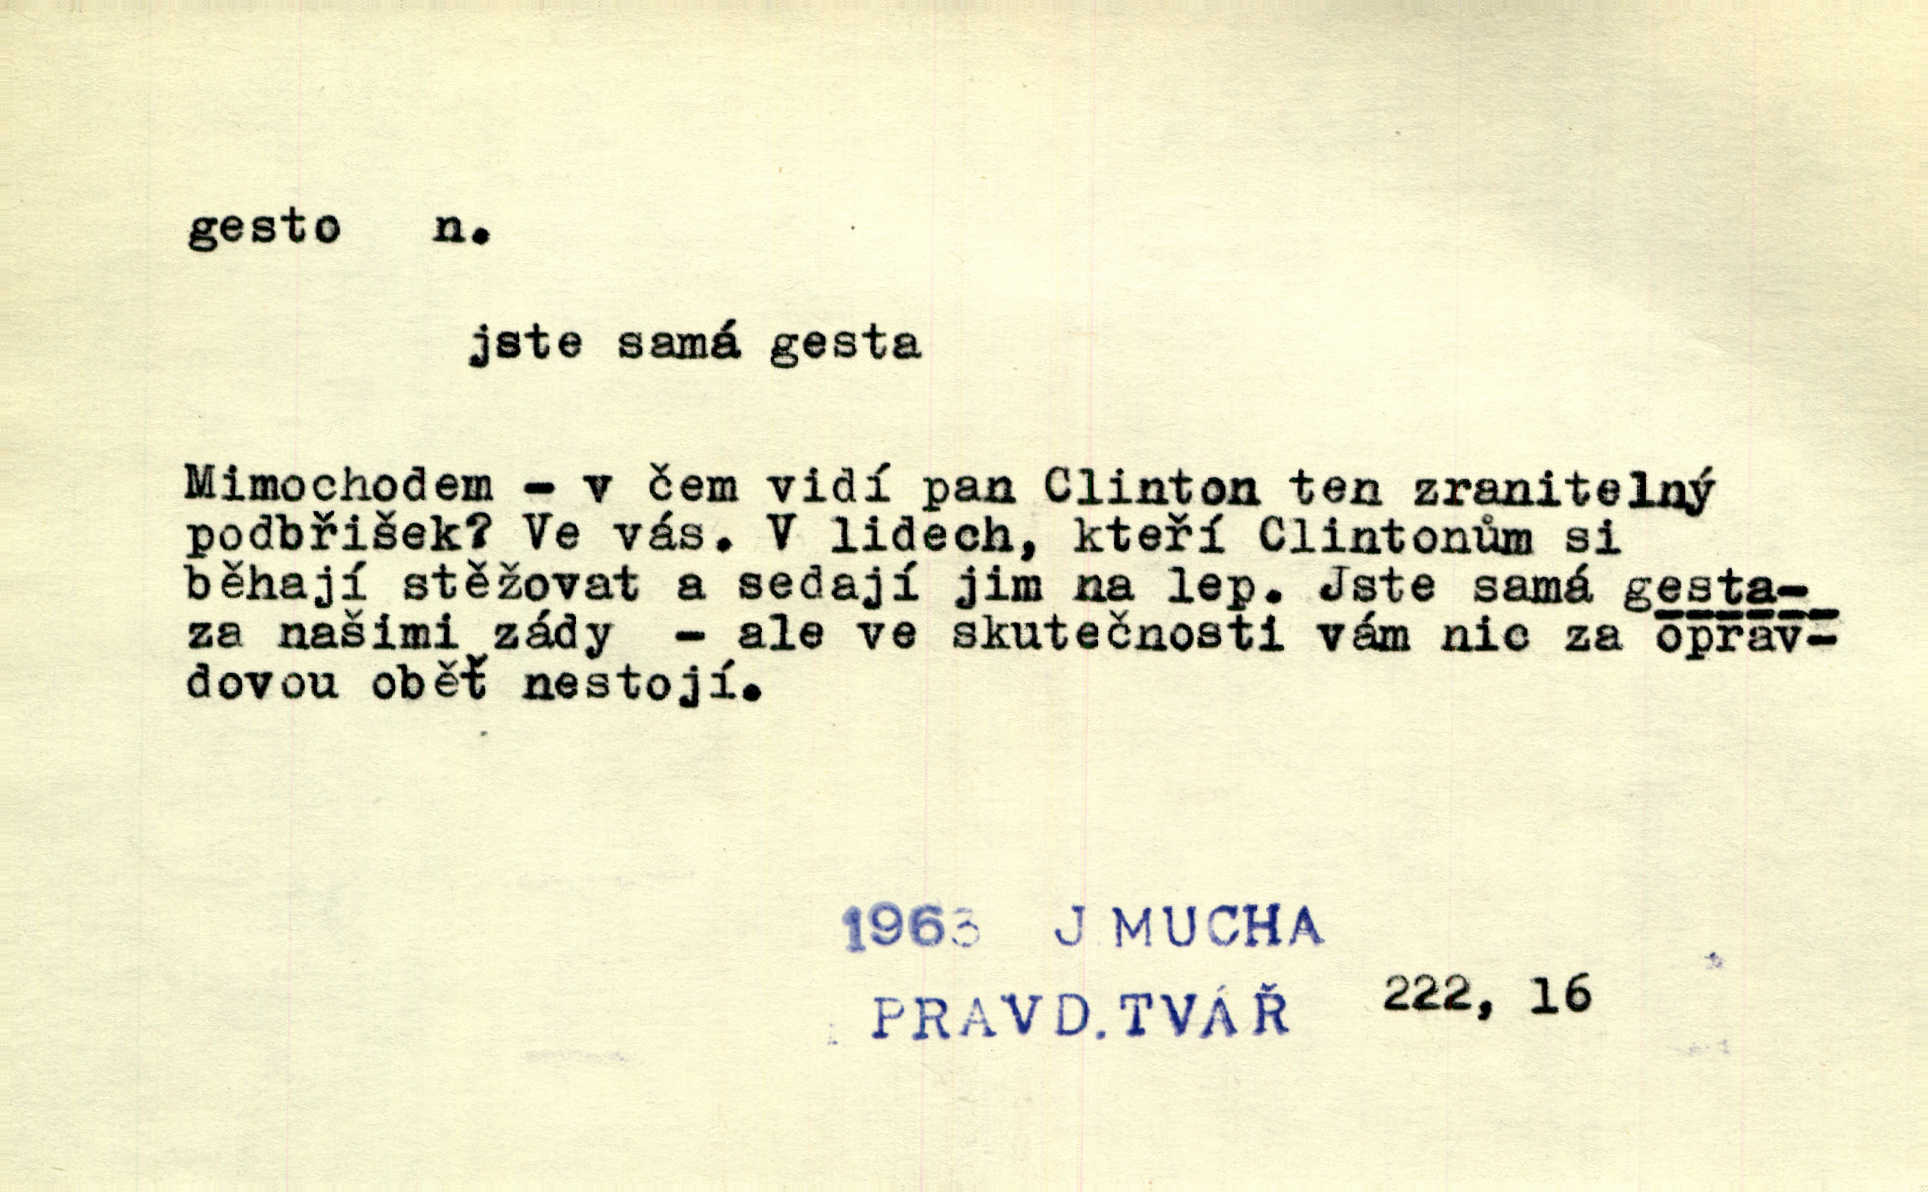 gesto n.
jste samá gesta
Mimochodem - v čem vidí pan Clinton ten zranitelný
podbřišek? Ve vás. V lidech, kteří Clintonům si
běhají stěžovat a sedají jim na lep. Jste samá gesta-
za našimi zády - ale ve skutečnosti vám nic za oprav-
dovou oběť nestojí.
1963 J MUCHA
PRAVD. TVÁŘ 222, 16